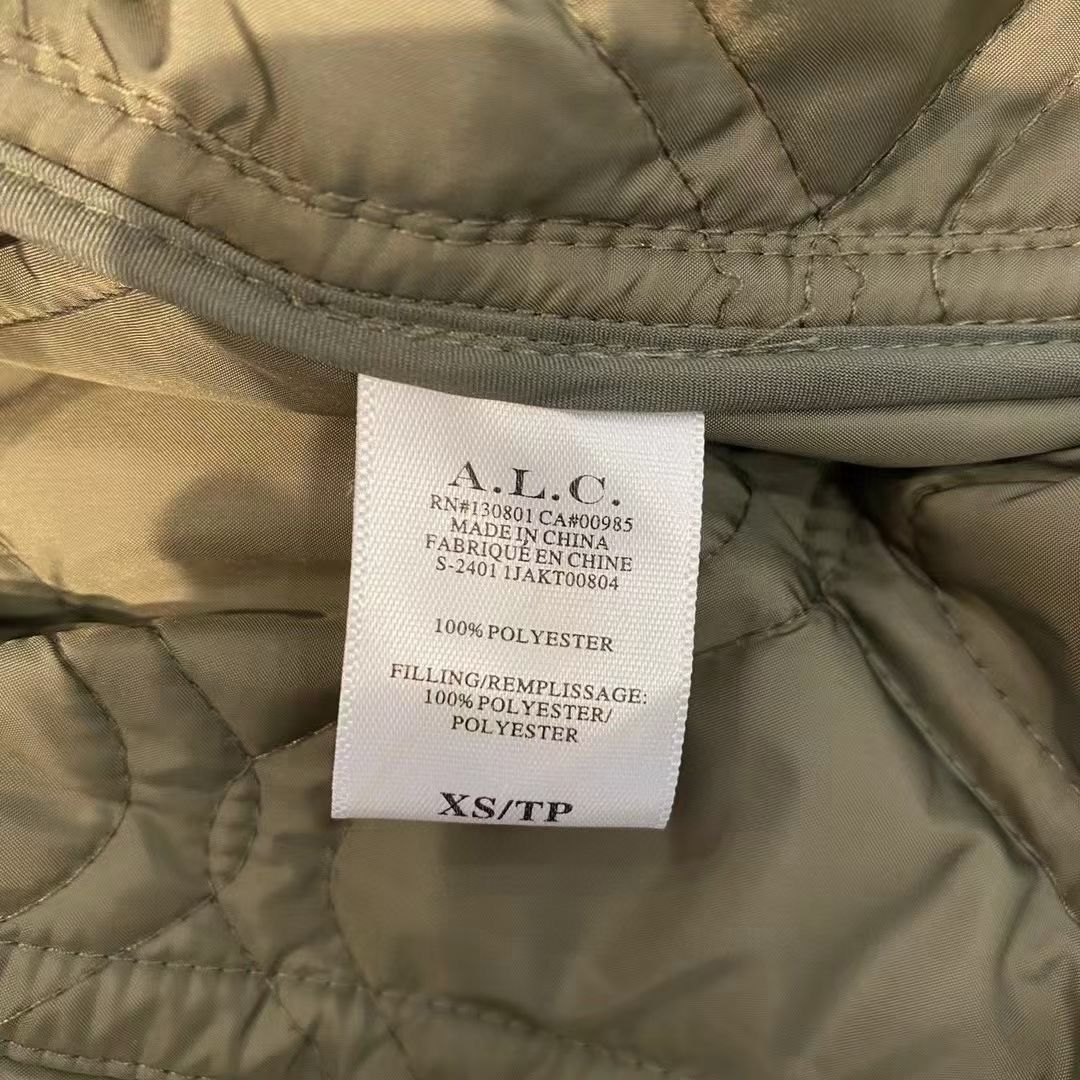 A.L.C.
RN#130801 CA#00985
MADE IN CHINA
FABRIQUÉ EN CHINE
S-2401 1JAKT00804
100% POLYESTER
FILLING/REMPLISSAGE:
100% POLYESTER/
POLYESTER
XS/TP